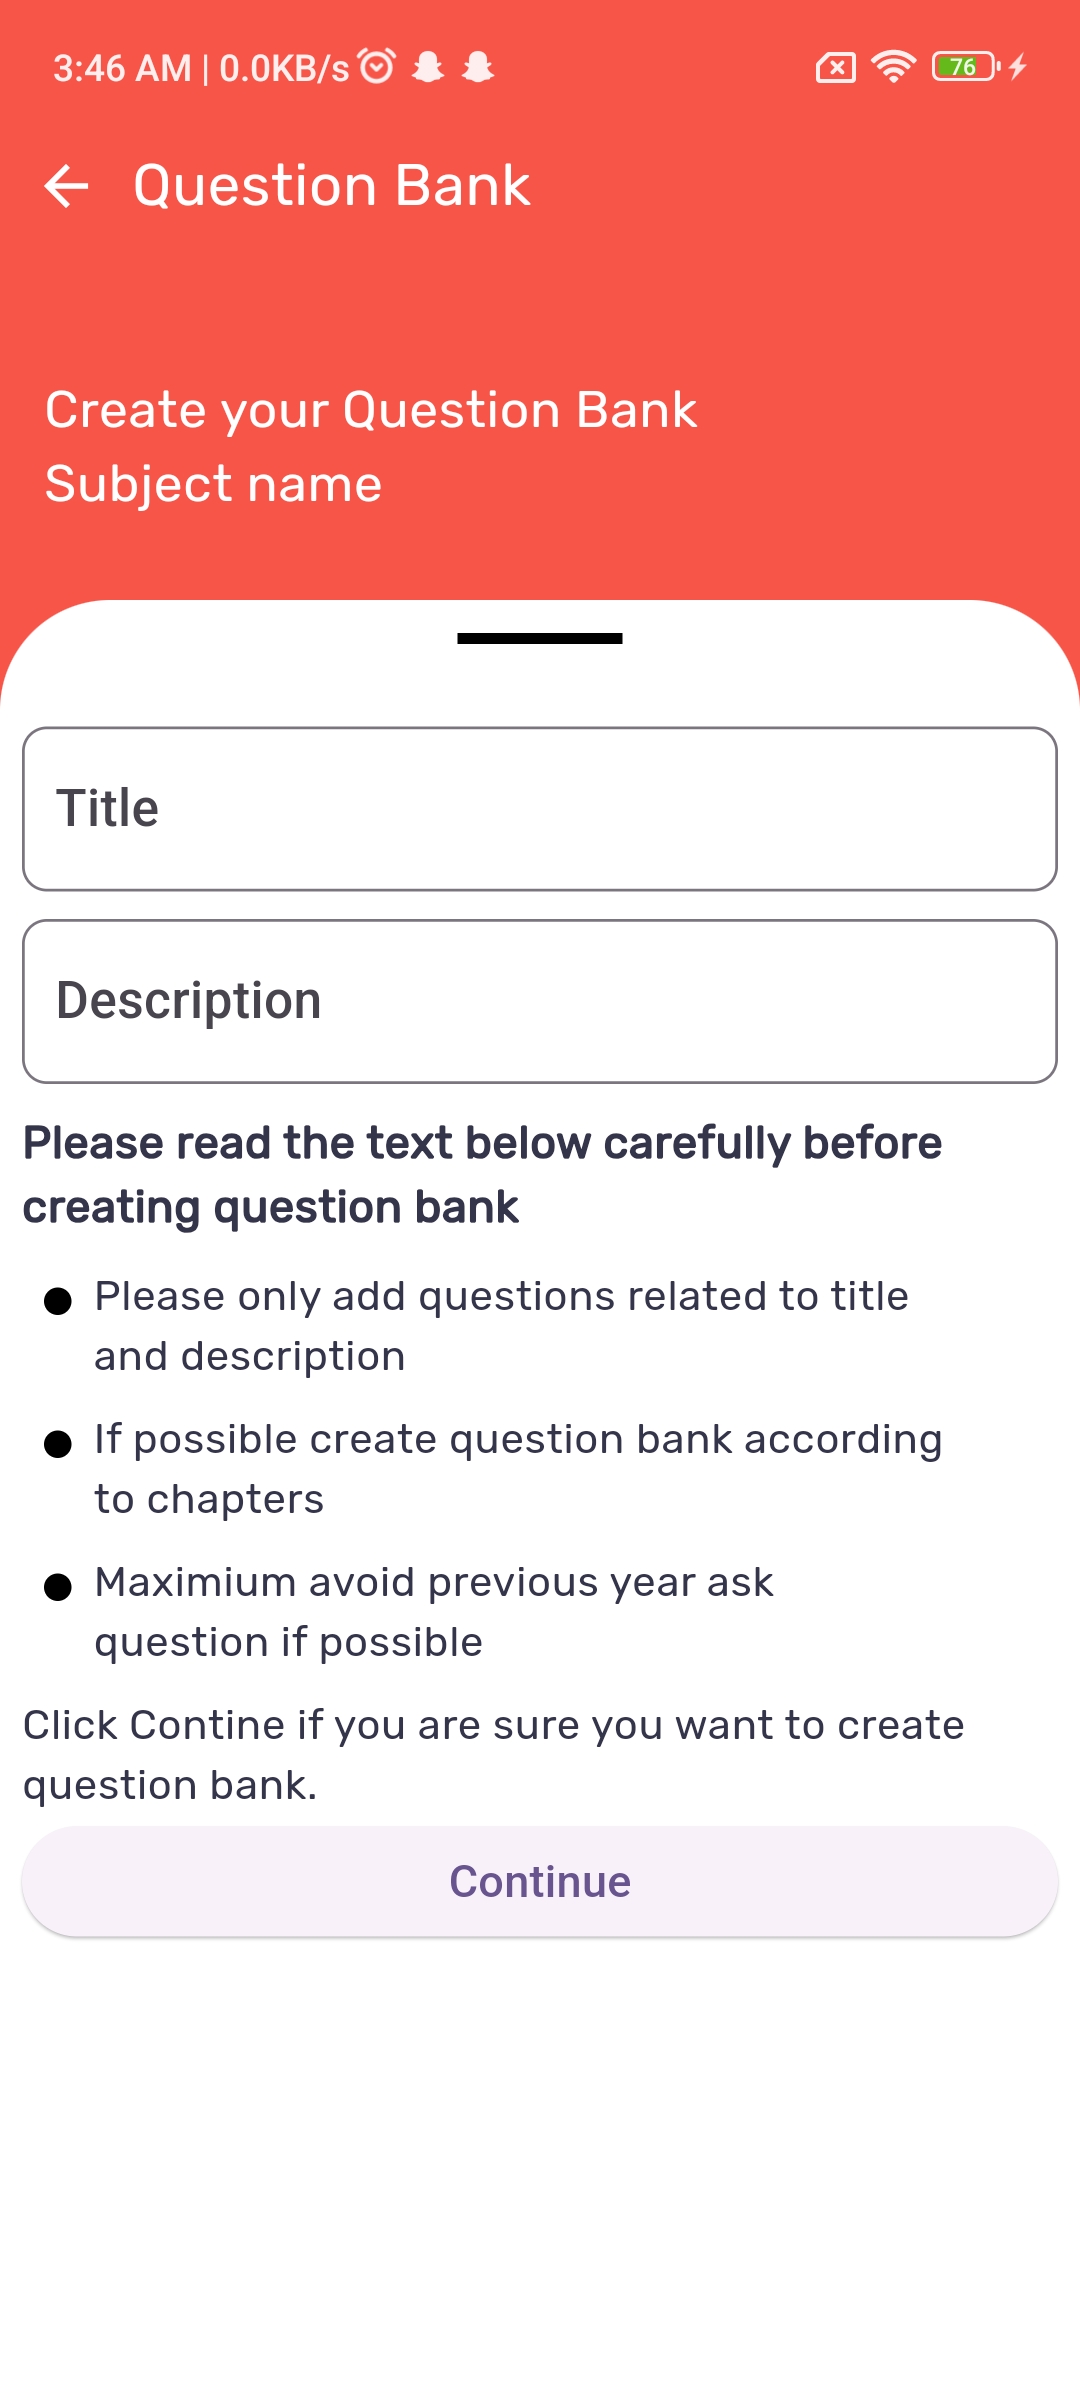 3:46 AM | 0.0KB/s
76
Question Bank
Create your Question Bank
Subject name
Title
Description
Please read the text below carefully before
creating question bank
Please only add questions related to title
and description
If possible create question bank according
to chapters
Maximium avoid previous year ask
question if possible
Click Contine if you are sure you want to create
question bank.
Continue